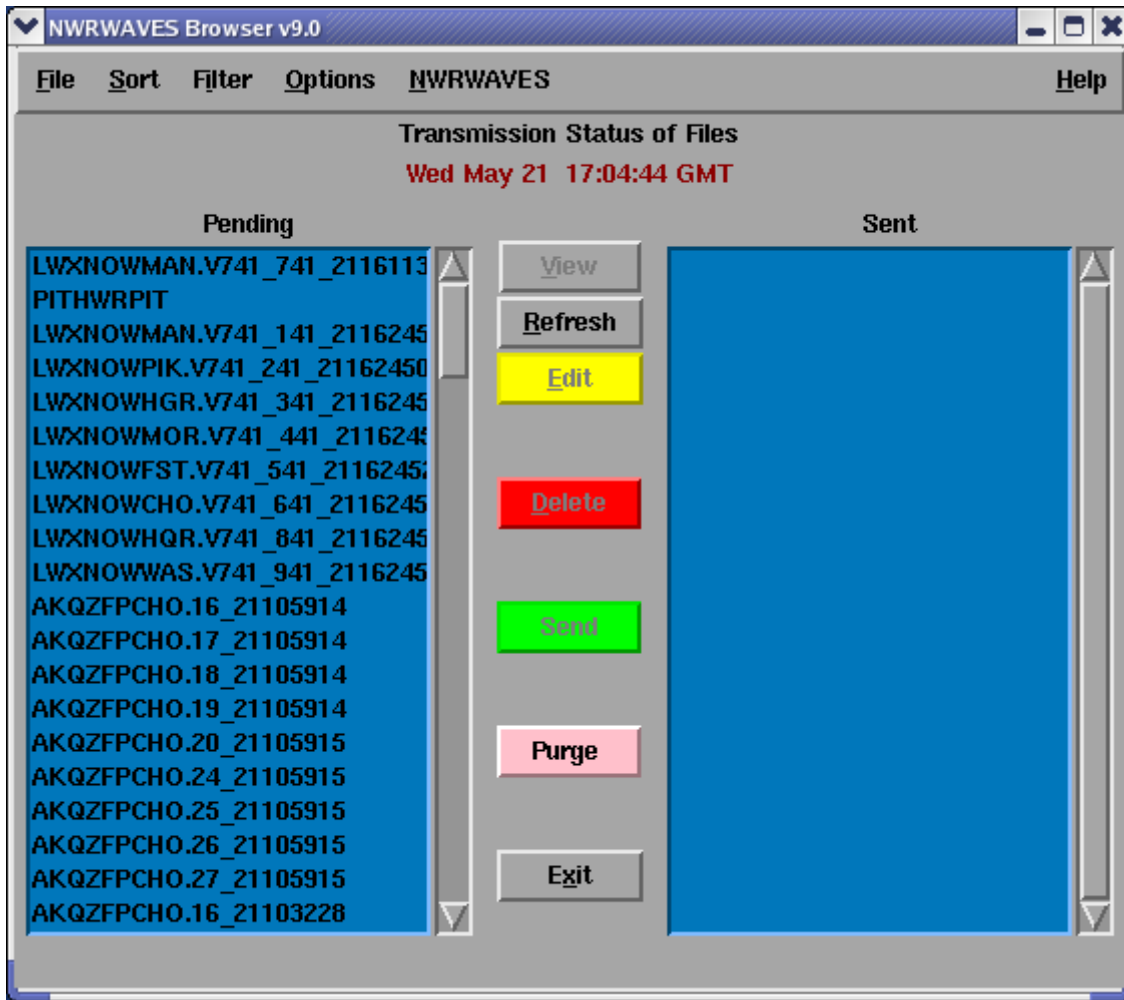 NWRWAVES Browser v9.0
File Sort Filter Options NWRWAVES Help
Transmission Status of Files
Wed May 21 17:04:44 GMT
Pending
LWXNOWMAN.V741_741_2116113
PITHWRPIT
LWXNOWMAN.V741_141_2116245
LWXNOWPIK.V741_241_21162450
LWXNOWHGR.V741_341_2116245
LWXNOWMOR.V741_441_2116245
LWXNOWFST.V741_541_21162452
LWXNOWCHO.V741_641_2116245
LWXNOWHQR.V741_841_2116245
LWXNOWWAS.V741_941_2116245
AKQZFPCHO.16_21105914
AKQZFPCHO.17_21105914
AKQZFPCHO.18_21105914
AKQZFPCHO.19_21105914
AKQZFPCHO.20_21105915
AKQZFPCHO.24_21105915
AKQZFPCHO.25_21105915
AKQZFPCHO.26_21105915
AKQZFPCHO.27_21105915
AKQZFPCHO.16_21103228
View
Refresh
Edit
Delete
Send
Purge
Exit
Sent